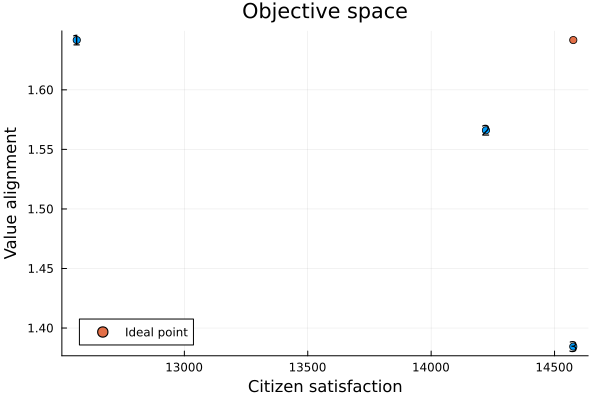 Objective space
Value alignment
1.60
1.55
1.50
1.45
1.40
Ideal point
13000 13500 14000 14500
Citizen satisfaction